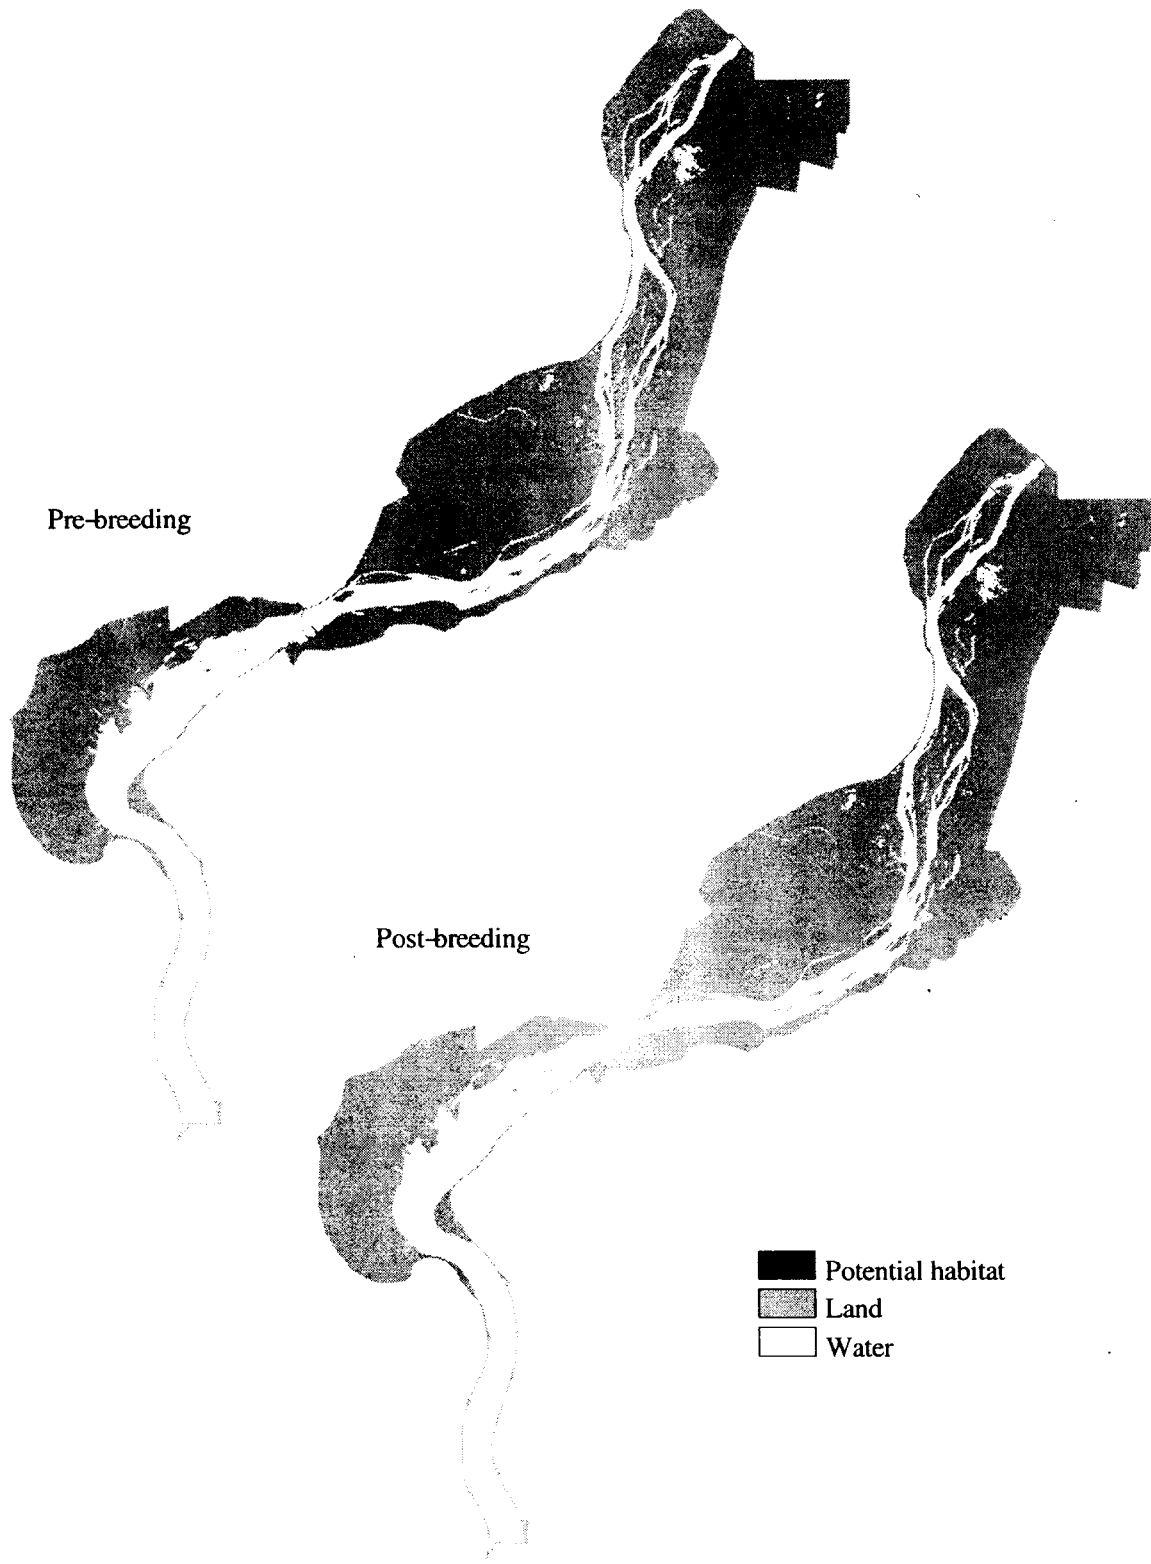 Pre-breeding
Post-breeding
Potential habitat
Land
Water